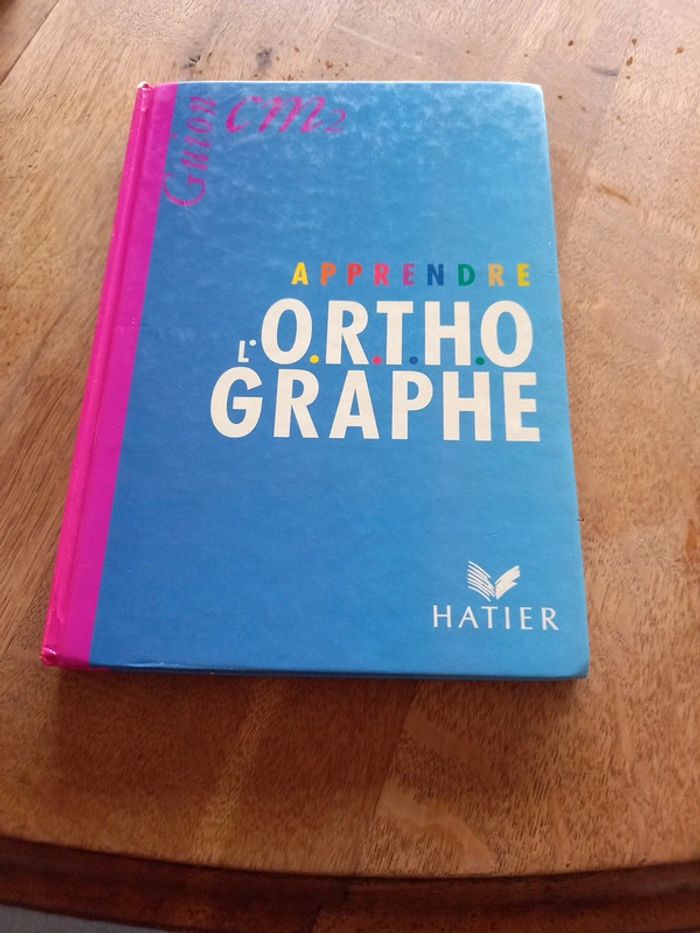 Guion
CM2
APPRENDRE
L'O.R.T.H.O
GRAPHE
HATIER